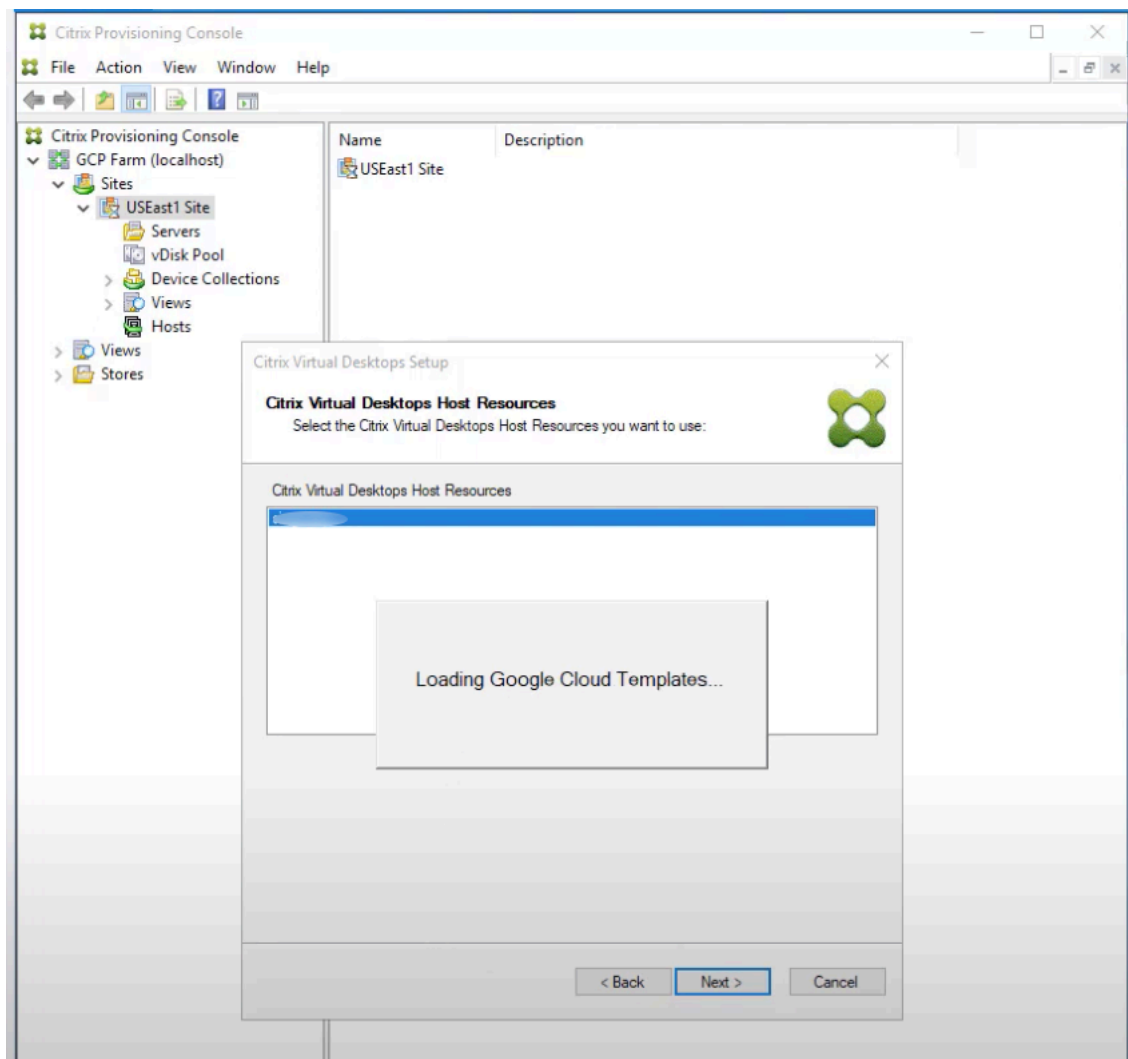 Citrix Provisioning Console
File Action View Window Help
Citrix Provisioning Console
GCP Farm (localhost)
Sites
USEast1 Site
Servers
vDisk Pool
Device Collections
Views
Hosts
Views
Stores
Name Description
USEast1 Site
Citrix Virtual Desktops Setup
Citrix Virtual Desktops Host Resources
Select the Citrix Virtual Desktops Host Resources you want to use:
Citrix Virtual Desktops Host Resources
Loading Google Cloud Templates...
< Back Next > Cancel